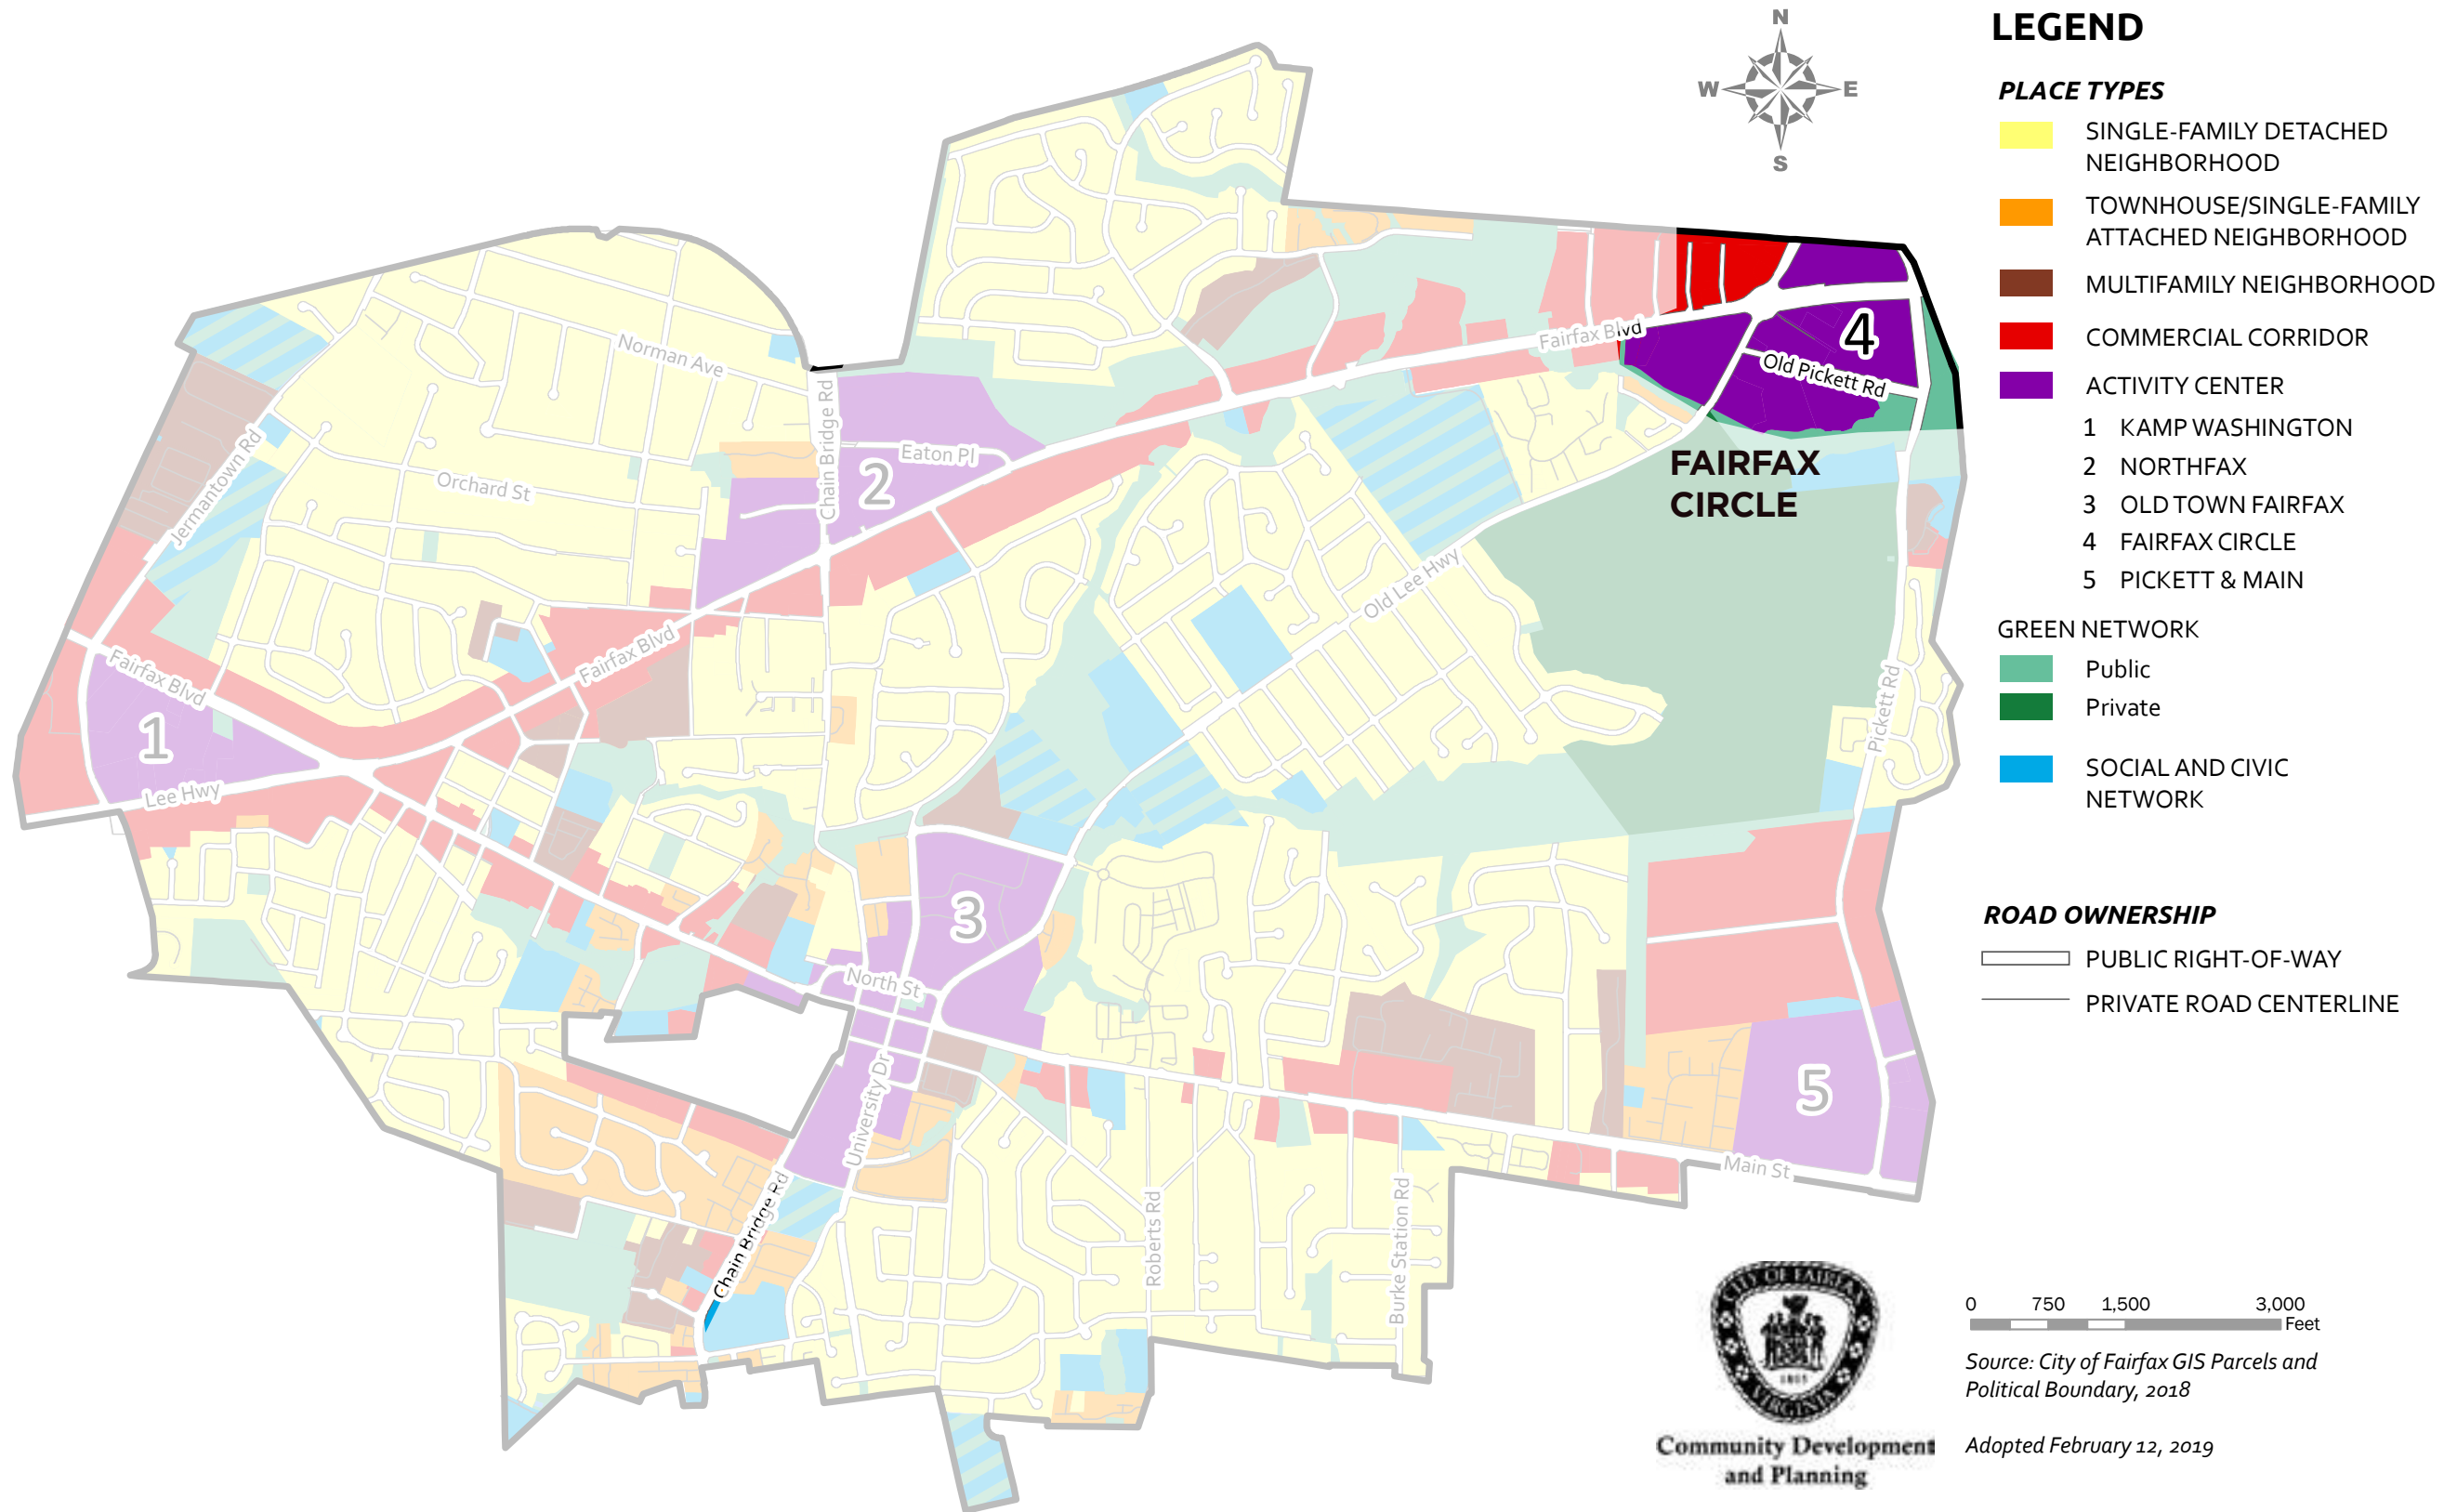 N
W
E
S
LEGEND
PLACE TYPES
SINGLE-FAMILY DETACHED
NEIGHBORHOOD
TOWNHOUSE/SINGLE-FAMILY
ATTACHED NEIGHBORHOOD
MULTIFAMILY NEIGHBORHOOD
COMMERCIAL CORRIDOR
ACTIVITY CENTER
1 KAMP WASHINGTON
2 NORTHFAX
3 OLD TOWN FAIRFAX
4 FAIRFAX CIRCLE
5 PICKETT & MAIN
GREEN NETWORK
Public
Private
SOCIAL AND CIVIC
NETWORK
ROAD OWNERSHIP
PUBLIC RIGHT-OF-WAY
PRIVATE ROAD CENTERLINE
Norman Ave
Fairfax Blvd
4
Old Pickett Rd
Chain Bridge Rd
Eaton Pl
2
Orchard St
Jermantown Rd
FAIRFAX
CIRCLE
Old Lee Hwy
Fairfax Blvd
Fairfax Blvd
1
Lee Hwy
Pickett Rd
3
North St
University Dr
5
Main St
Chain Bridge Rd
Roberts Rd
Burke Station Rd
CITY OF FAIRFAX
1805
VIRGINIA
Community Development
and Planning
0 750 1,500 3,000
Feet
Source: City of Fairfax GIS Parcels and
Political Boundary, 2018
Adopted February 12, 2019